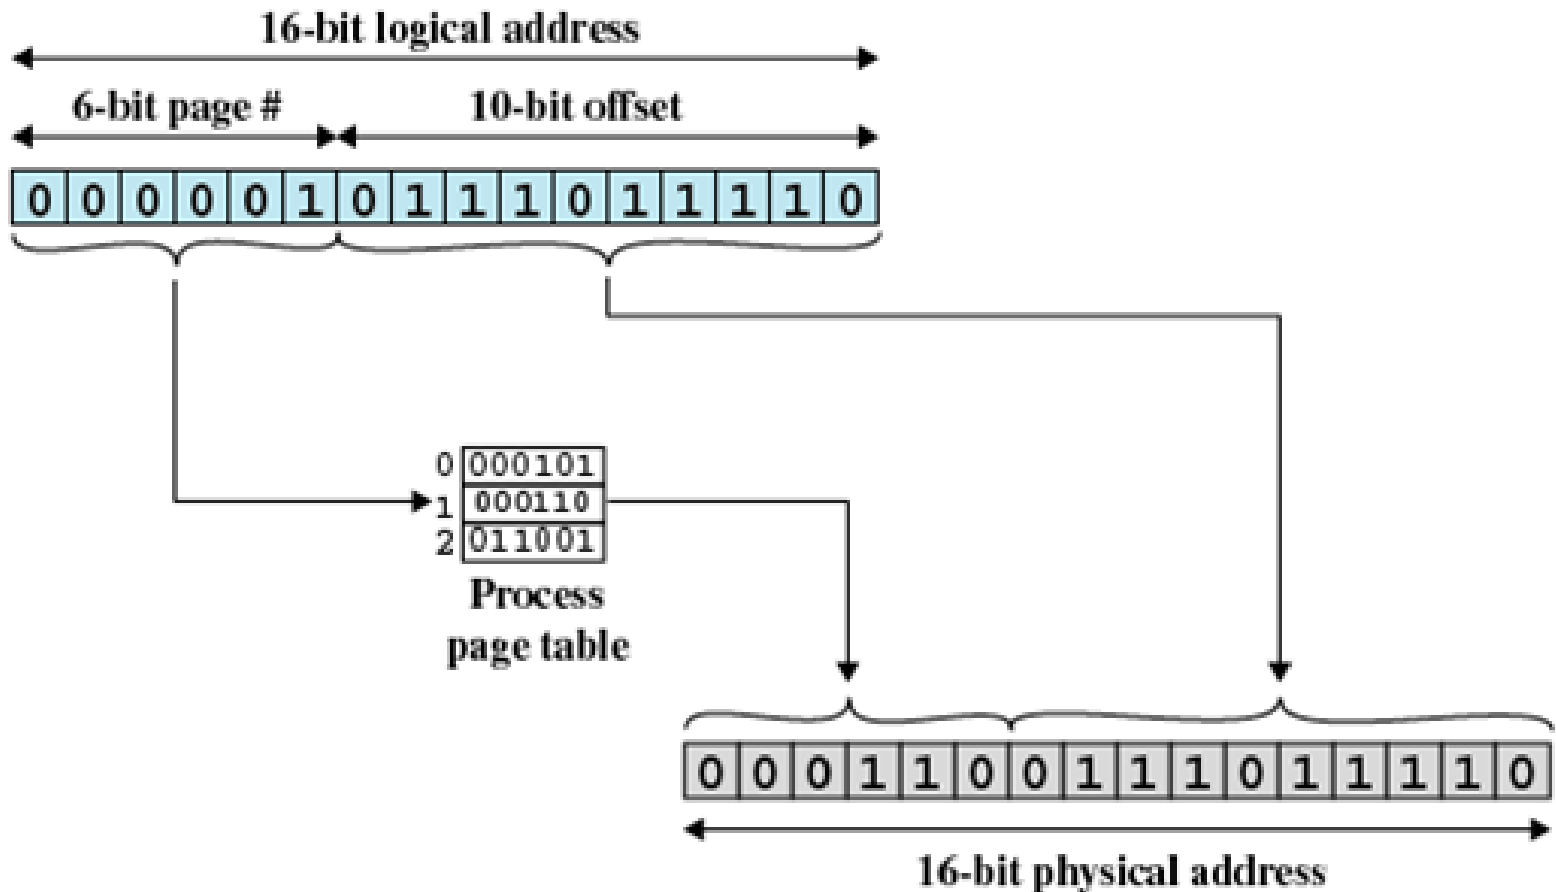 16-bit logical address
6-bit page # 10-bit offset
0 0 0 0 0 1 0 1 1 1 0 1 1 1 1 0
0 000101
1 000110
2 011001
Process
page table
0 0 0 1 1 0 0 1 1 1 0 1 1 1 1 0
16-bit physical address